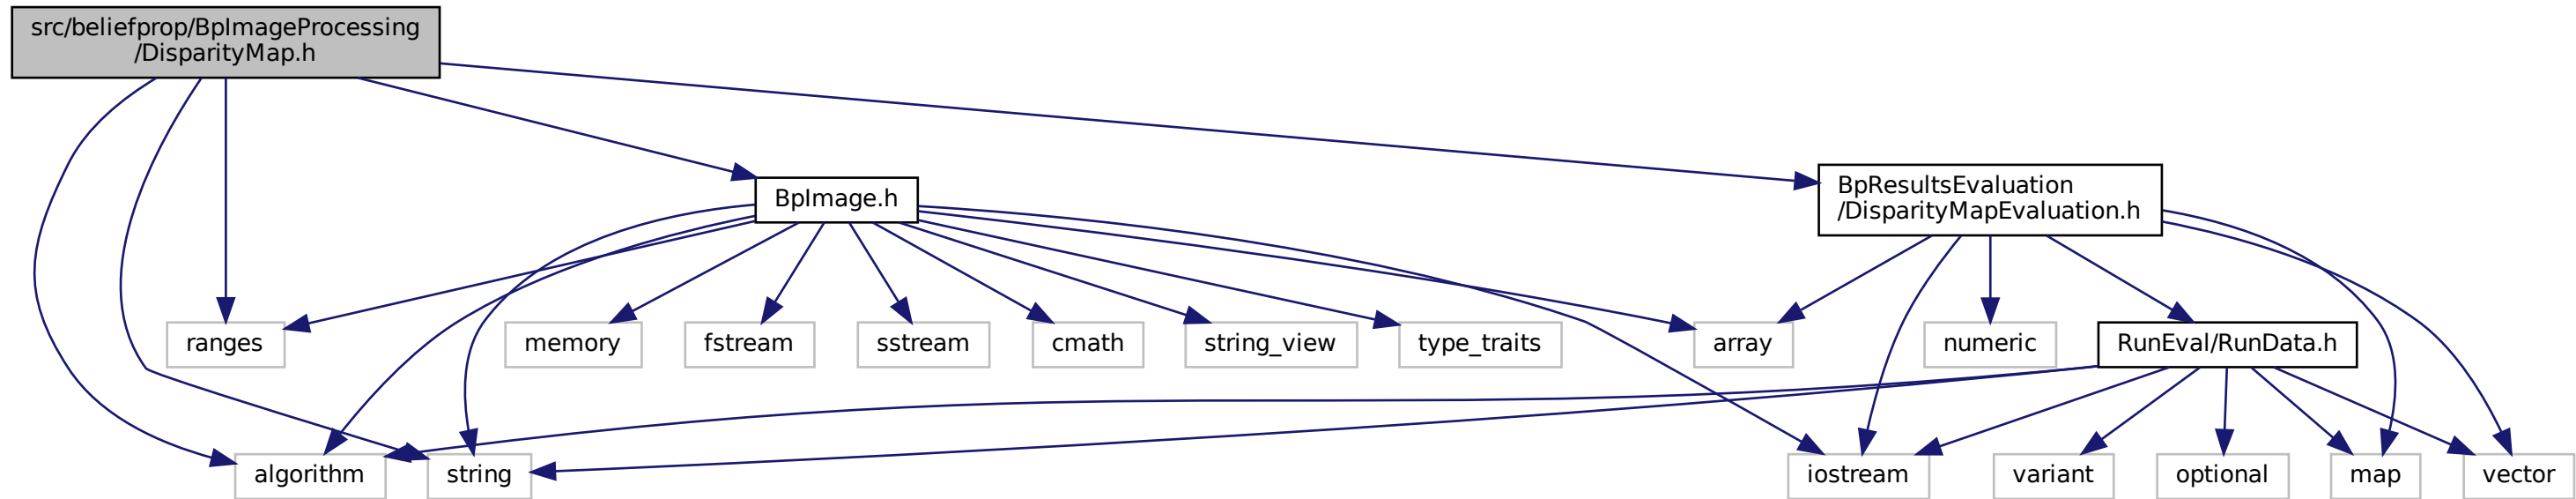 src/beliefprop/BpImageProcessing
/DisparityMap.h
BpImage.h
BpResultsEvaluation
/DisparityMapEvaluation.h
ranges
memory
fstream
sstream
cmath
string_view
type_traits
array
numeric
RunEval/RunData.h
algorithm
string
iostream
variant
optional
map
vector